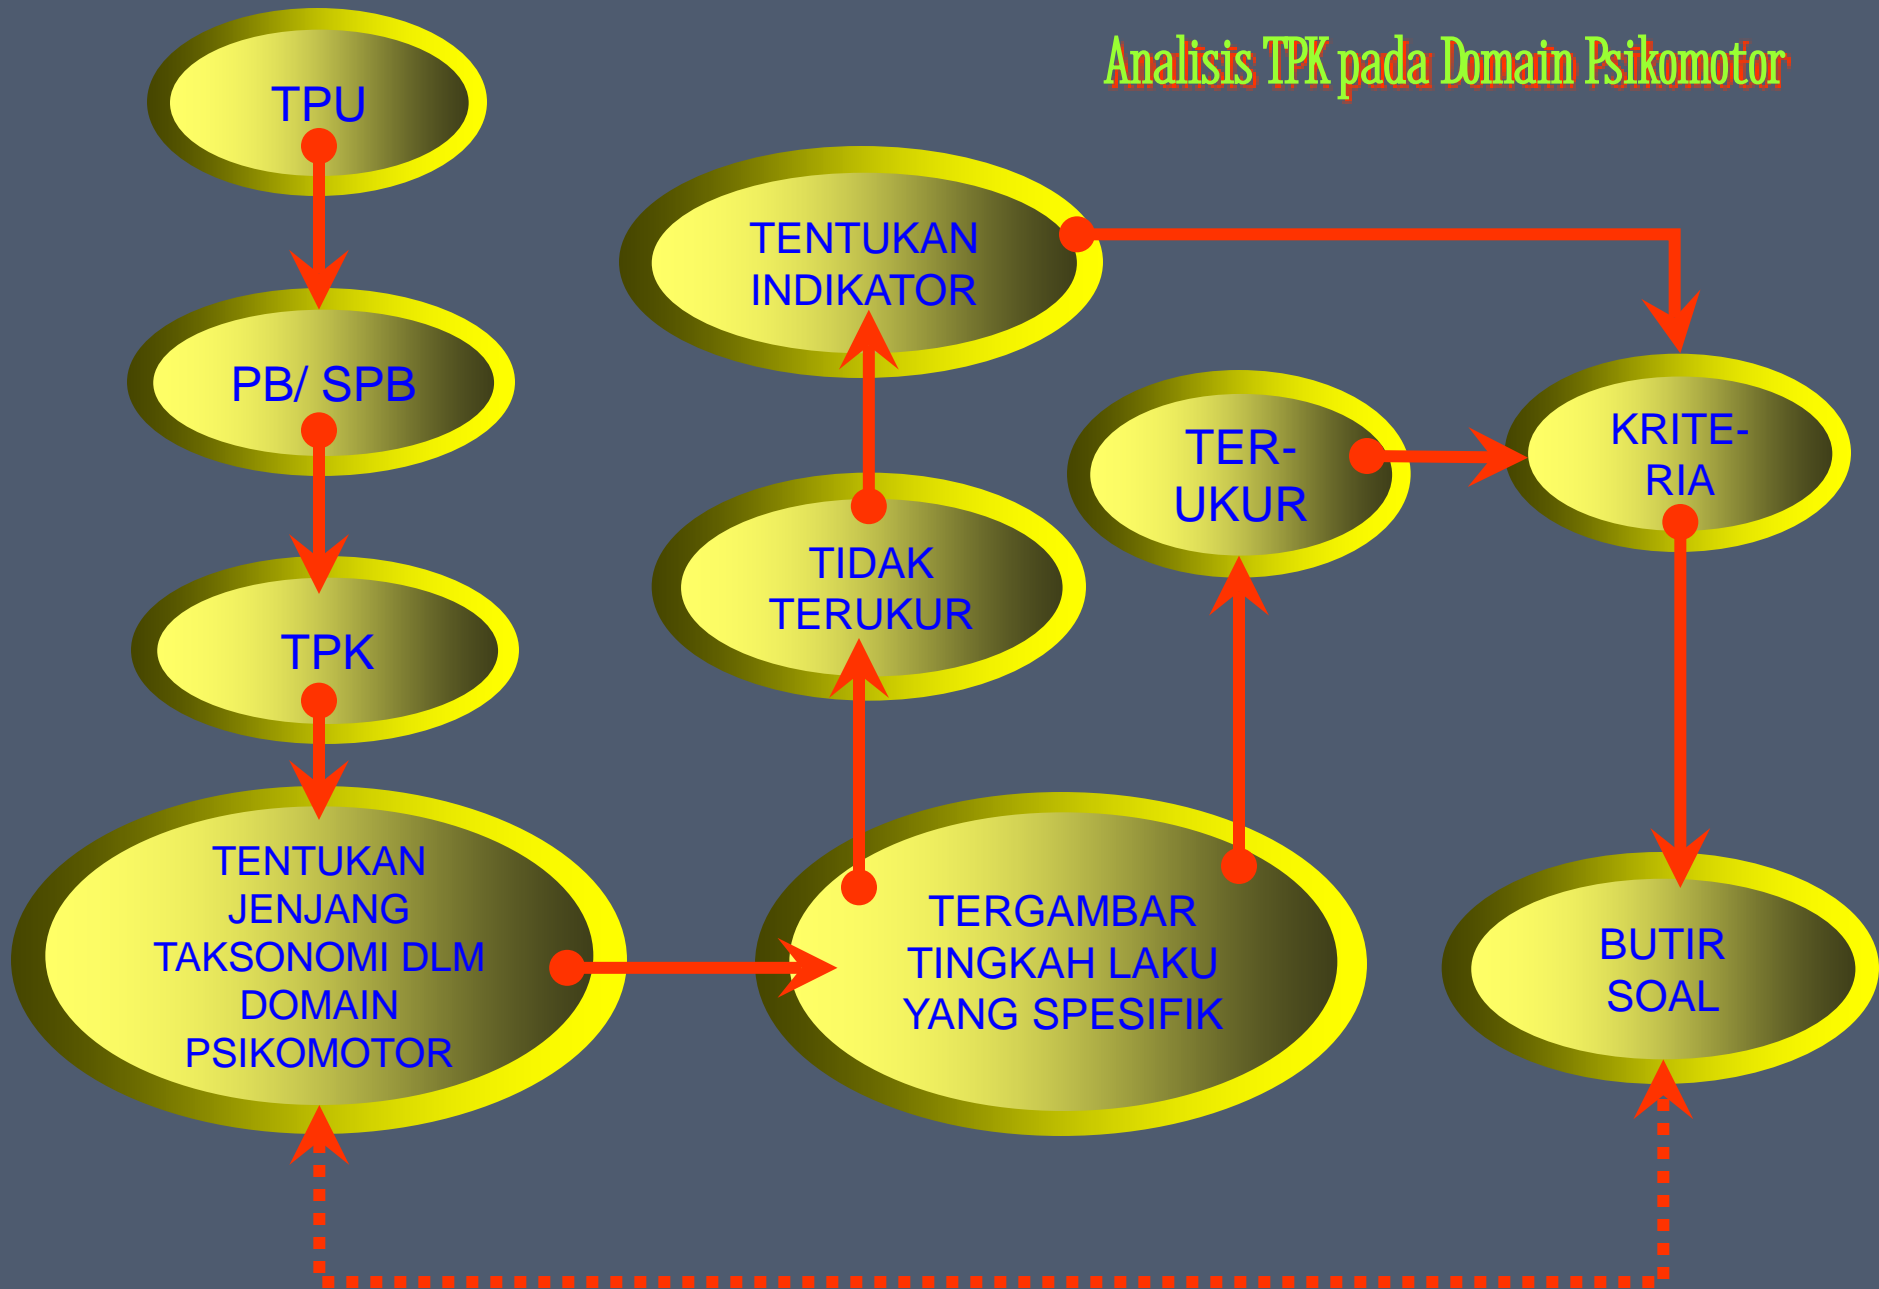 Analisis TPK pada Domain Psikomotor
TPU
PB/ SPB
TPK
TENTUKAN
JENJANG
TAKSONOMI DLM
DOMAIN
PSIKOMOTOR
TERGAMBAR
TINGKAH LAKU
YANG SPESIFIK
TIDAK
TERUKUR
TENTUKAN
INDIKATOR
TER-
UKUR
KRITE-
RIA
BUTIR
SOAL